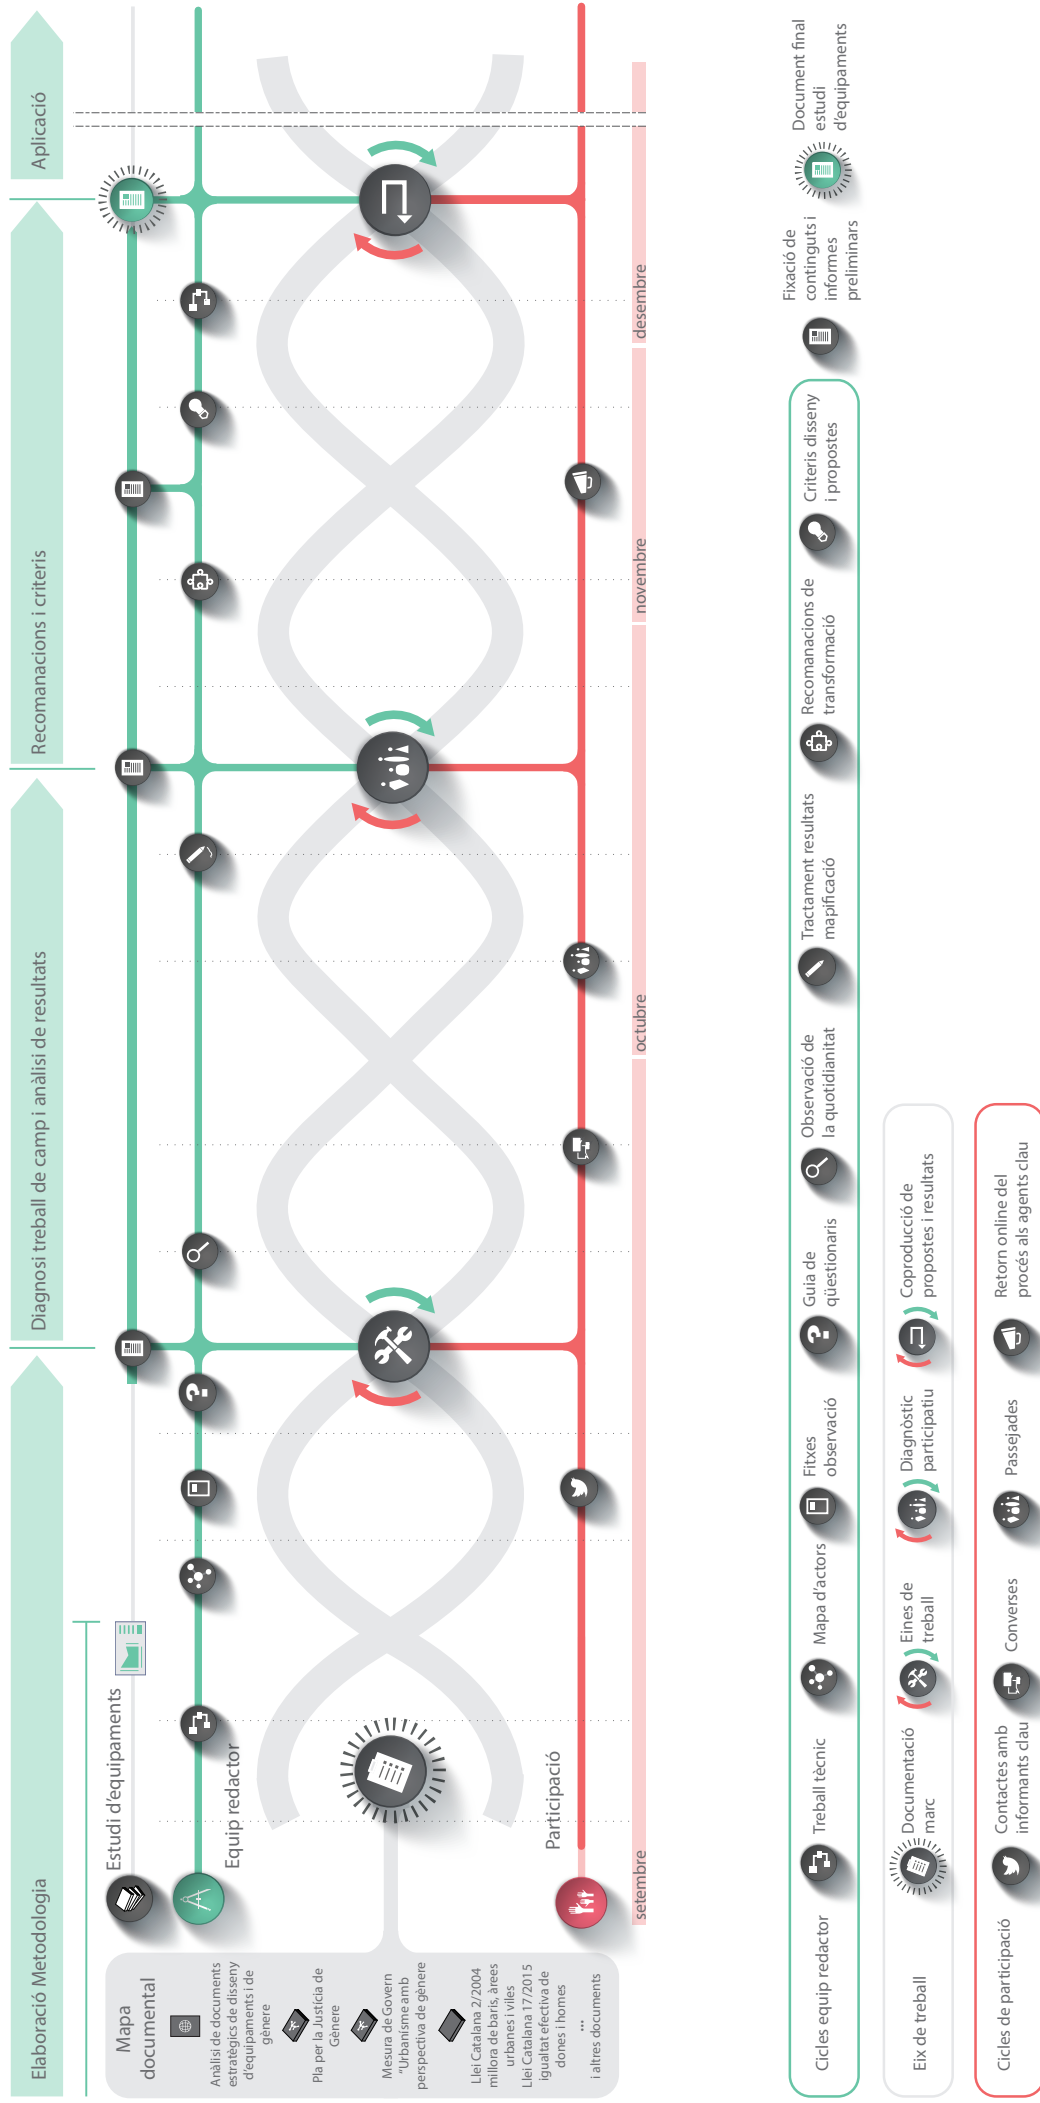 Elaboració Metodologia
Diagnosi treball de camp i anàlisi de resultats
Recomanacions i criteris
Aplicació
Mapa
documental
Anàlisi de documents
estratègics de disseny
d'equipaments i de
gènere
Pla per la Justícia de
Gènere
Mesura de Govern
"Urbanisme amb
perspectiva de gènere
Llei Catalana 2/2004
millora de barris, àrees
urbanes i viles
Llei Catalana 17/2015
igualtat efectiva de
dones i homes
...
i altres documents
Estudi d'equipaments
Equip redactor
Participació
setembre
octubre
novembre
desembre
Cicles equip redactor
Treball tècnic
Mapa d'actors
Fitxes
observació
Guia de
qüestionaris
Observació de
la quotidianitat
Tractament resultats
mapificació
Recomanacions de
transformació
Criteris disseny
i propostes
Fixació de
continguts i
informes
preliminars
Document final
estudi
d'equipaments
Eix de treball
Documentació
marc
Eines de
treball
Diagnòstic
participatiu
Coproducció de
propostes i resultats
Cicles de participació
Contactes amb
informants clau
Converses
Passejades
Retorn online del
procés als agents clau